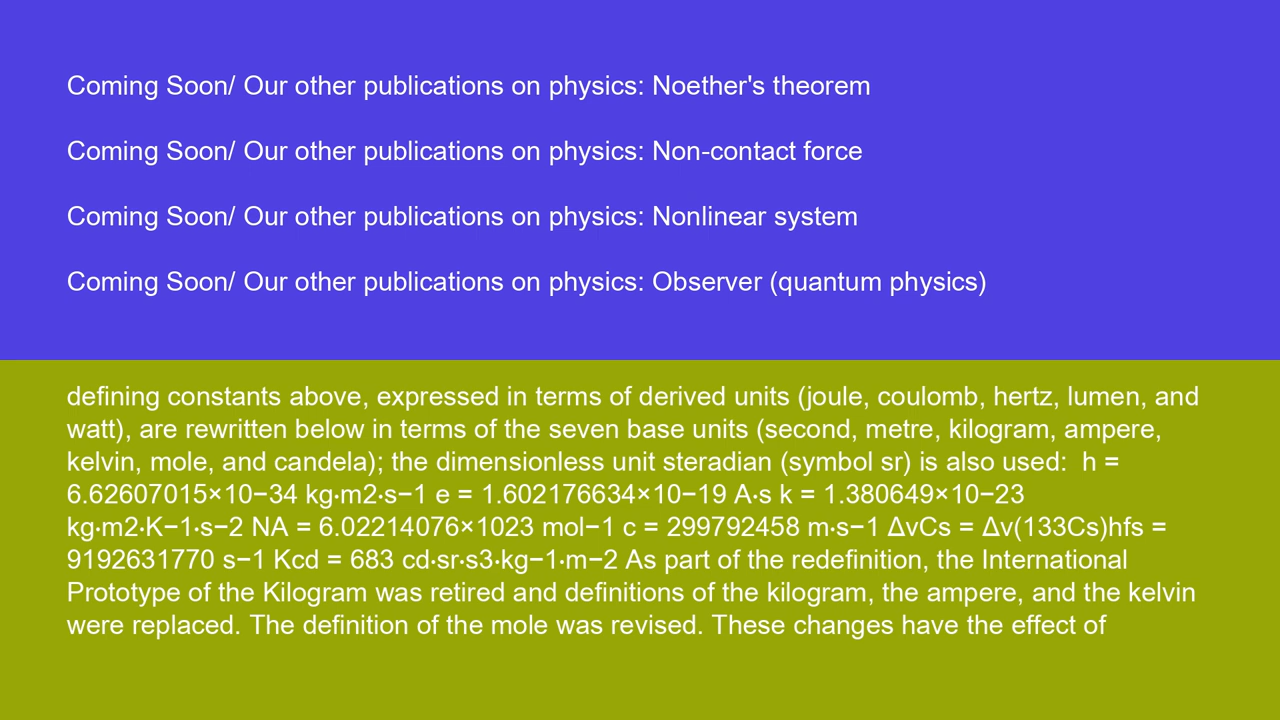 Coming Soon/ Our other publications on physics: Noether's theorem
Coming Soon/ Our other publications on physics: Non-contact force
Coming Soon/ Our other publications on physics: Nonlinear system
Coming Soon/ Our other publications on physics: Observer (quantum physics)
defining constants above, expressed in terms of derived units (joule, coulomb, hertz, lumen, and
watt), are rewritten below in terms of the seven base units (second, metre, kilogram, ampere,
kelvin, mole, and candela); the dimensionless unit steradian (symbol sr) is also used:  h =
6.62607015×10−34 kg⋅m2⋅s−1 e = 1.602176634×10−19 A⋅s k = 1.380649×10−23
kg⋅m2⋅K−1⋅s−2 NA = 6.02214076×1023 mol−1 c = 299792458 m⋅s−1 ΔνCs = Δν(133Cs)hfs =
9192631770 s−1 Kcd = 683 cd⋅sr⋅s3⋅kg−1⋅m−2 As part of the redefinition, the International
Prototype of the Kilogram was retired and definitions of the kilogram, the ampere, and the kelvin
were replaced. The definition of the mole was revised. These changes have the effect of